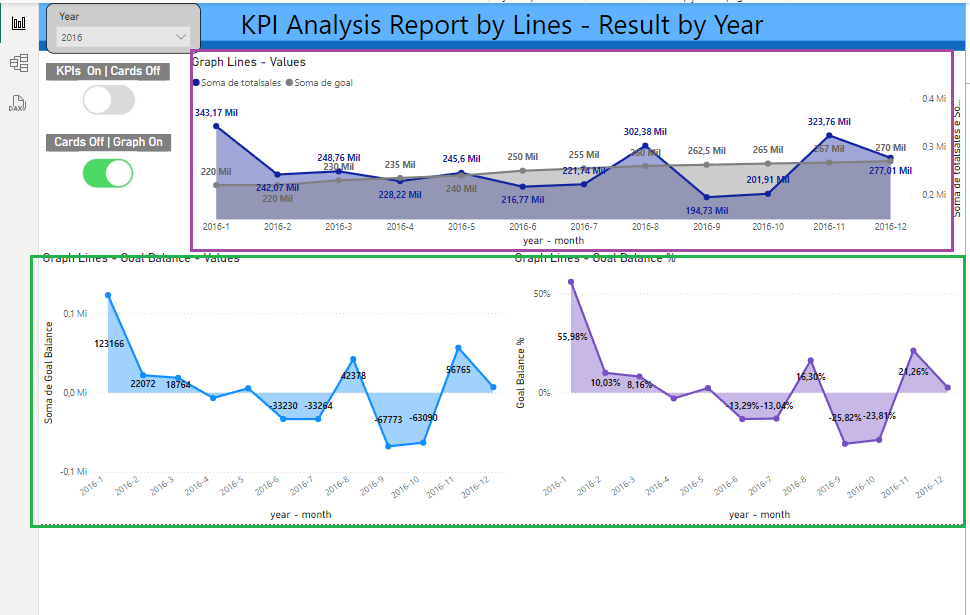 Year
2016
KPI Analysis Report by Lines - Result by Year
KPIs On | Cards Off
Cards Off | Graph On
Graph Lines - Values
Soma de totalsales Soma de goal
343,17 Mil
242,07 Mil
248,76 Mil
228,22 Mil
245,6 Mil
216,77 Mil
221,74 Mil
302,38 Mil
194,73 Mil
201,91 Mil
323,76 Mil
277,01 Mil
220 Mil
220 Mil
230 Mil
235 Mil
240 Mil
250 Mil
255 Mil
260 Mil
262,5 Mil
265 Mil
267 Mil
270 Mil
0,4 Mi
0,3 Mi
0,2 Mi
Soma de totalsales e So...
2016-1 2016-2 2016-3 2016-4 2016-5 2016-6 2016-7 2016-8 2016-9 2016-10 2016-11 2016-12
year - month
Graph Lines - Goal Balance - Values
Soma de Goal Balance
0,1 Mi
0,0 Mi
-0,1 Mi
123166
22072
18764
-33230
-33264
42378
-67773
-63090
56765
2016-1 2016-2 2016-3 2016-4 2016-5 2016-6 2016-7 2016-8 2016-9 2016-10 2016-11 2016-12
year - month
Graph Lines - Goal Balance %
Goal Balance %
50%
0%
55,98%
10,03%
8,16%
-13,29%
-13,04%
16,30%
-25,82%
-23,81%
21,26%
2016-1 2016-2 2016-3 2016-4 2016-5 2016-6 2016-7 2016-8 2016-9 2016-10 2016-11 2016-12
year - month